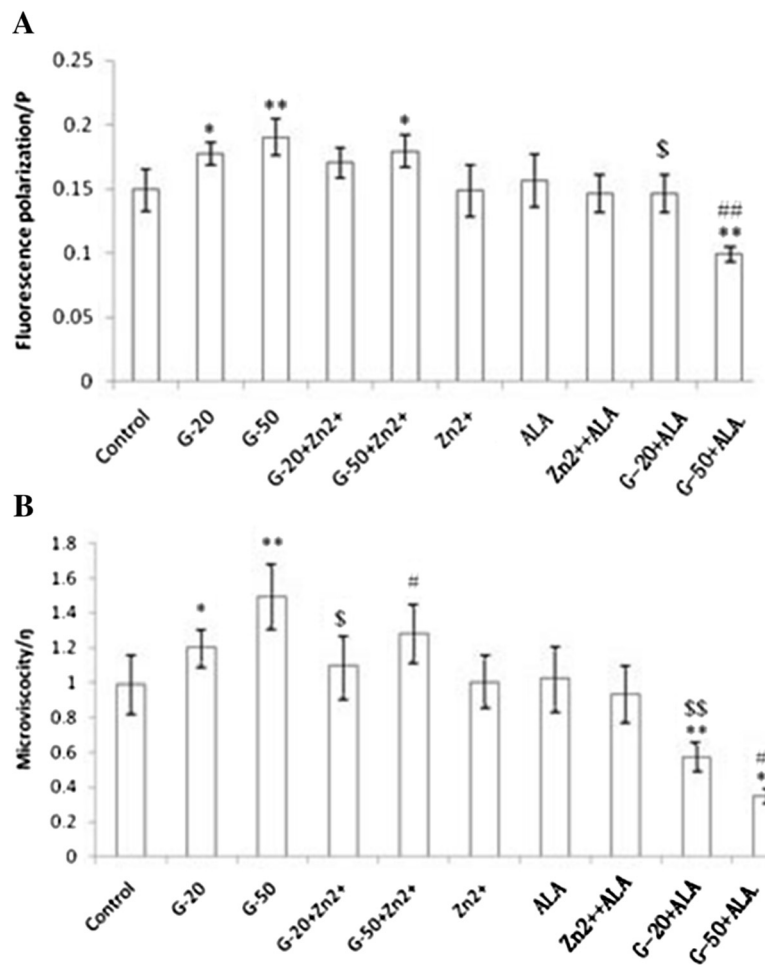 A
Fluorescence polarization/P
0.25
0.2
0.15
0.1
0.05
0
*
**
*
$
##
**
Control
G-20
G-50
G-20+Zn2+
G-50+Zn2+
Zn2+
ALA
Zn2++ALA
G-20+ALA
G-50+ALA.
B
Microviscocity/η
1.8
1.6
1.4
1.2
1
0.8
0.6
0.4
0.2
0
*
**
$
#
$$
**
#
*
Control
G-20
G-50
G-20+Zn2+
G-50+Zn2+
Zn2+
ALA
Zn2++ALA
G-20+ALA
G-50+ALA.